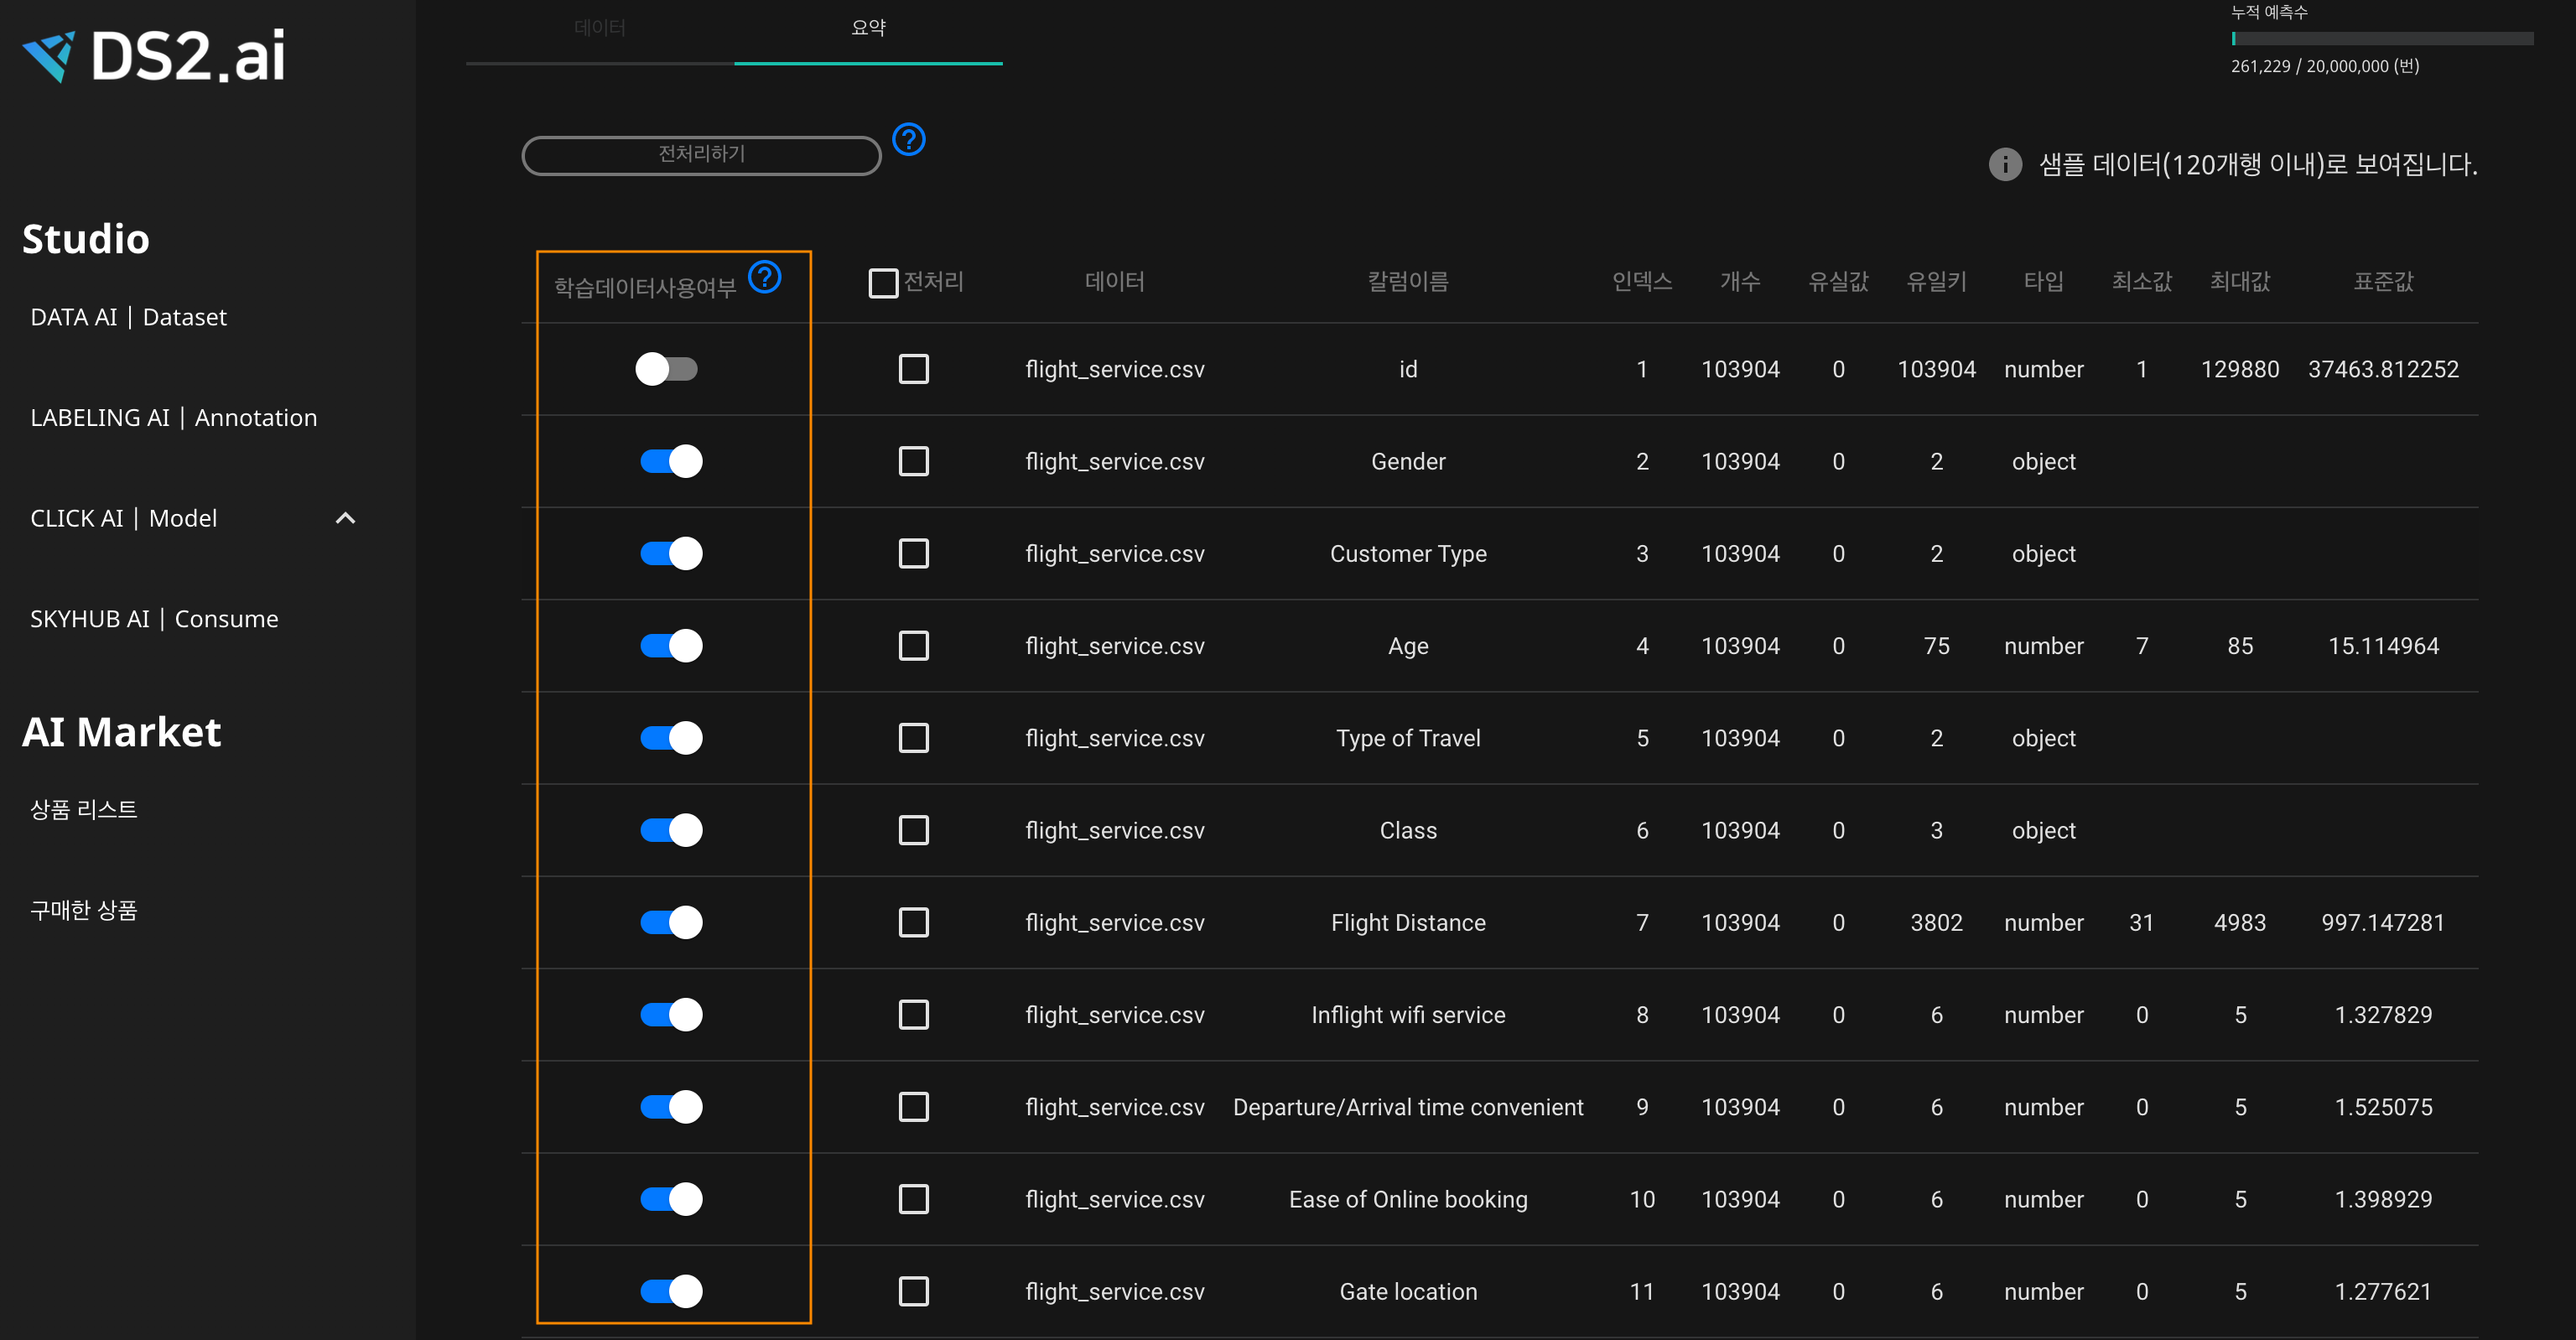 DS2.ai
Studio
DATA AI | Dataset
LABELING AI | Annotation
CLICK AI | Model
SKYHUB AI | Consume
AI Market
상품 리스트
구매한 상품
데이터 요약
누적 예측수
261,229 / 20,000,000 (번)
전처리하기 ?
i 샘플 데이터(120개행 이내)로 보여집니다.
학습데이터사용여부 ? 전처리 데이터 칼럼이름 인덱스 개수 유실값 유일키 타입 최소값 최대값 표준값
flight_service.csv id 1 103904 0 103904 number 1 129880 37463.812252
flight_service.csv Gender 2 103904 0 2 object
flight_service.csv Customer Type 3 103904 0 2 object
flight_service.csv Age 4 103904 0 75 number 7 85 15.114964
flight_service.csv Type of Travel 5 103904 0 2 object
flight_service.csv Class 6 103904 0 3 object
flight_service.csv Flight Distance 7 103904 0 3802 number 31 4983 997.147281
flight_service.csv Inflight wifi service 8 103904 0 6 number 0 5 1.327829
flight_service.csv Departure/Arrival time convenient 9 103904 0 6 number 0 5 1.525075
flight_service.csv Ease of Online booking 10 103904 0 6 number 0 5 1.398929
flight_service.csv Gate location 11 103904 0 6 number 0 5 1.277621